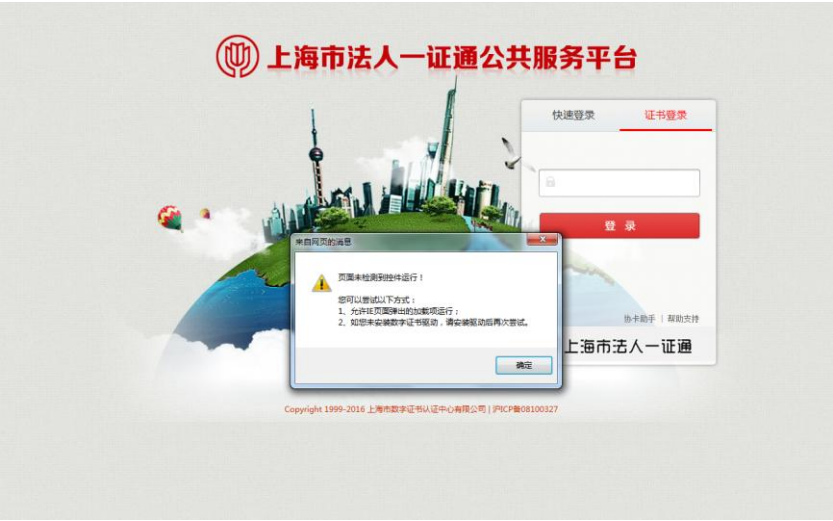 上海市法人一证通公共服务平台
快速登录 证书登录
登 录
来自网页的消息
页面未检测到控件运行！
您可以尝试以下方式：
1、允许IE页面弹出的加载项运行；
2、如您未安装数字证书驱动，请安装驱动后再次尝试。
确定
协卡助手 | 帮助支持
上海市法人一证通
Copyright 1999-2016 上海市数字证书认证中心有限公司 | 沪ICP备08100327